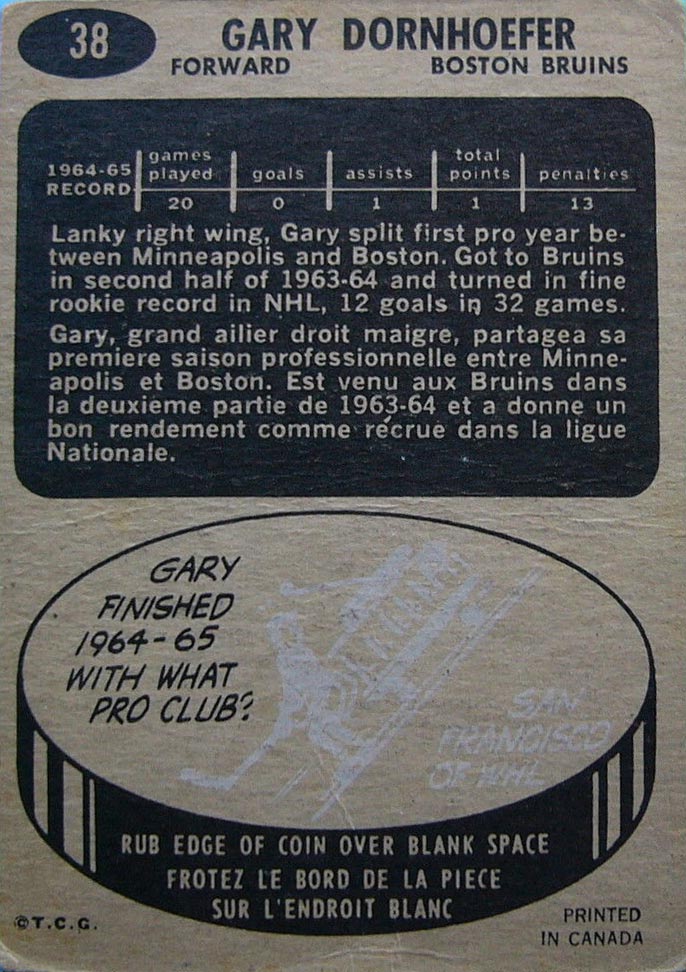 38
GARY DORNHOEFER
FORWARD BOSTON BRUINS
1964-65 RECORD games played goals assists total points penalties
20 0 1 1 13
Lanky right wing, Gary split first pro year be-
tween Minneapolis and Boston. Got to Bruins
in second half of 1963-64 and turned in fine
rookie record in NHL, 12 goals in 32 games.
Gary, grand ailier droit maigre, partagea sa
premiere saison professionnelle entre Minne-
apolis et Boston. Est venu aux Bruins dans
la deuxieme partie de 1963-64 et a donne un
bon rendement comme récrue dans la ligue
Nationale.
GARY
FINISHED
1964-65
WITH WHAT
PRO CLUB?
SAN
FRANCISCO
OF WHL
RUB EDGE OF COIN OVER BLANK SPACE
FROTEZ LE BORD DE LA PIECE
SUR L'ENDROIT BLANC
©T.C.G.
PRINTED
IN CANADA